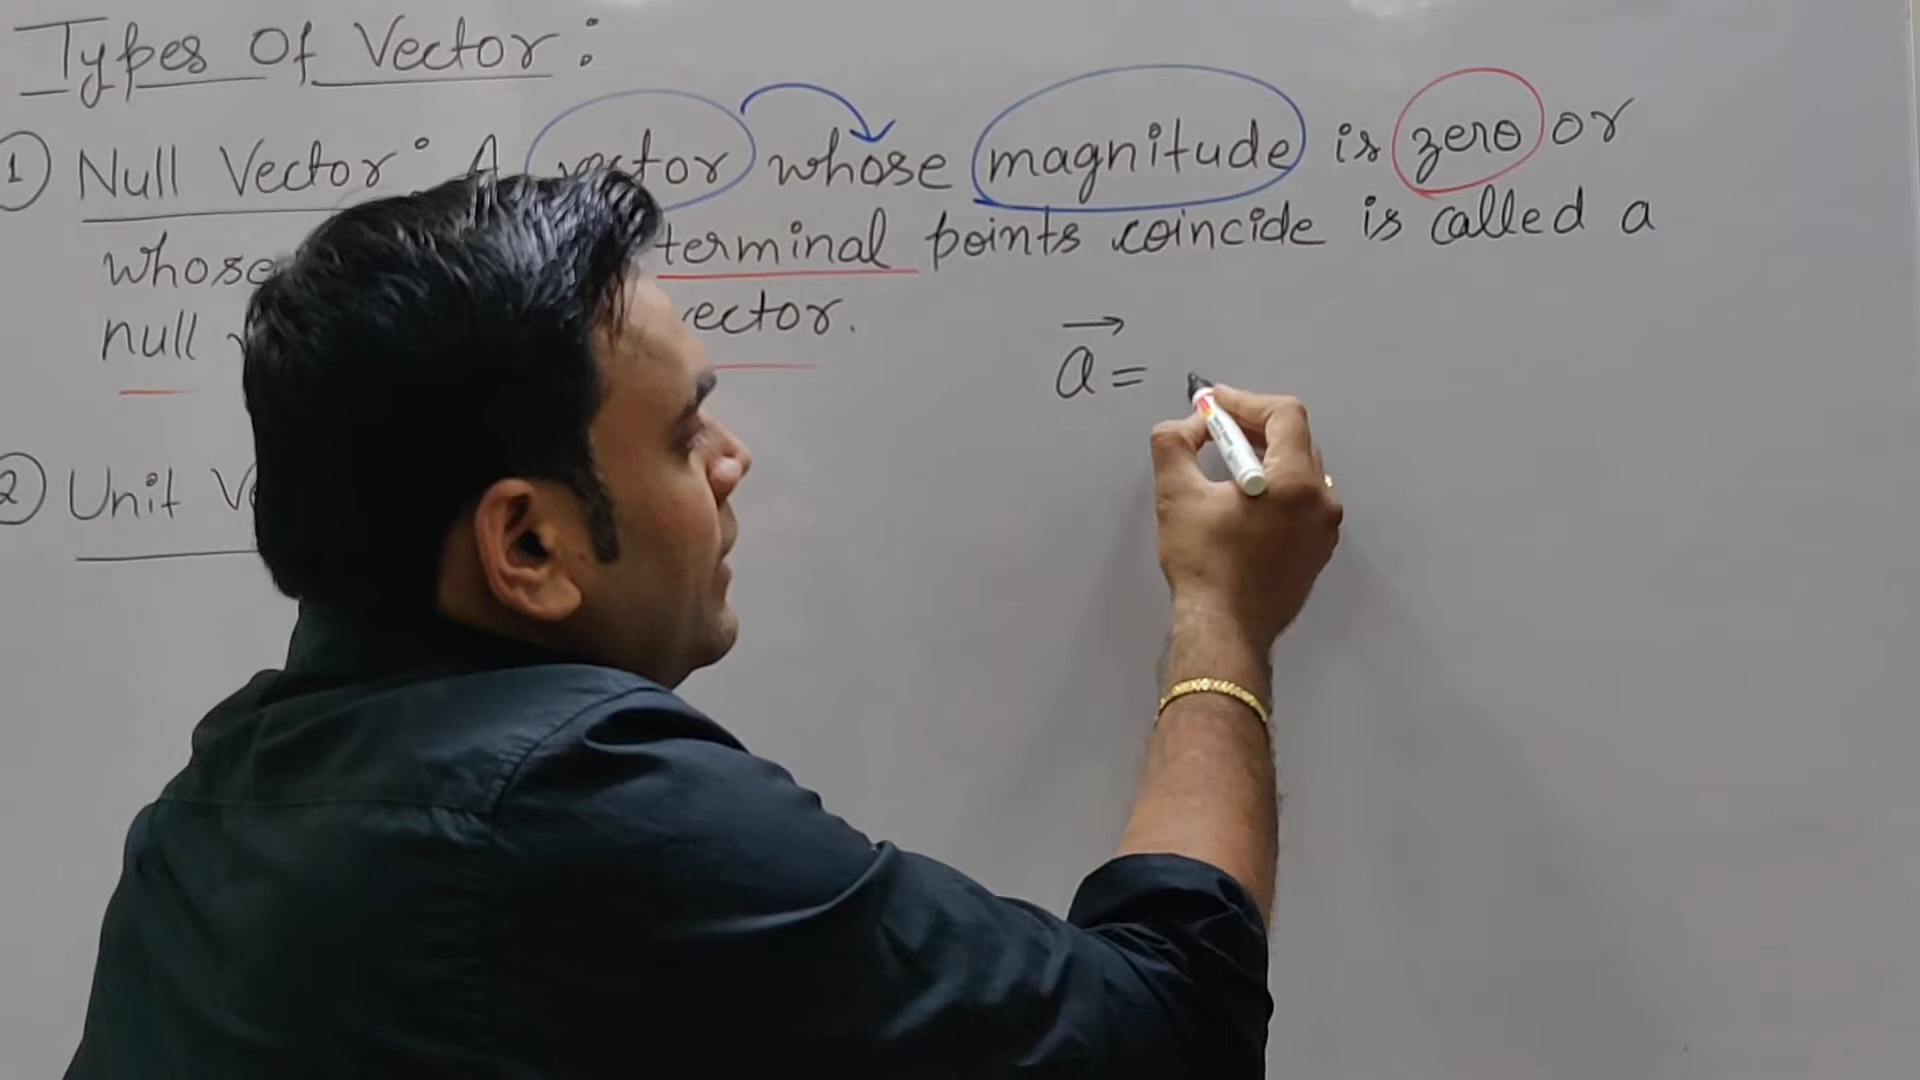 Types Of Vector:
① Null Vector: A vector whose magnitude is zero or
whose terminal points coincide is called a
null vector.
a⃗ =
② Unit